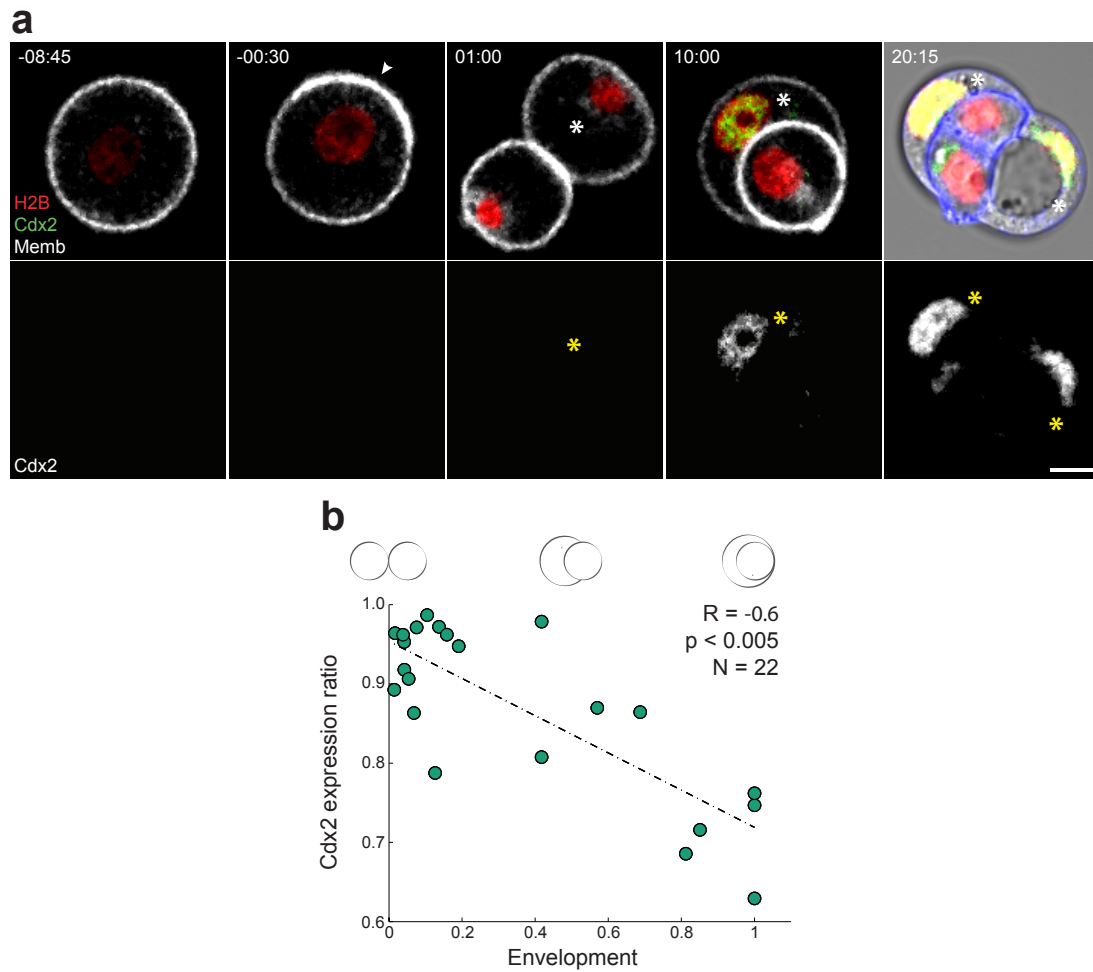 a
-08:45
-00:30
01:00
10:00
20:15
*
*
*
*
H2B
Cdx2
Memb
*
*
*
*
Cdx2
b
R = -0.6
p < 0.005
N = 22
1.0
0.9
0.8
0.7
0.6
Cdx2 expression ratio
0
0.2
0.4
0.6
0.8
1
Envelopment